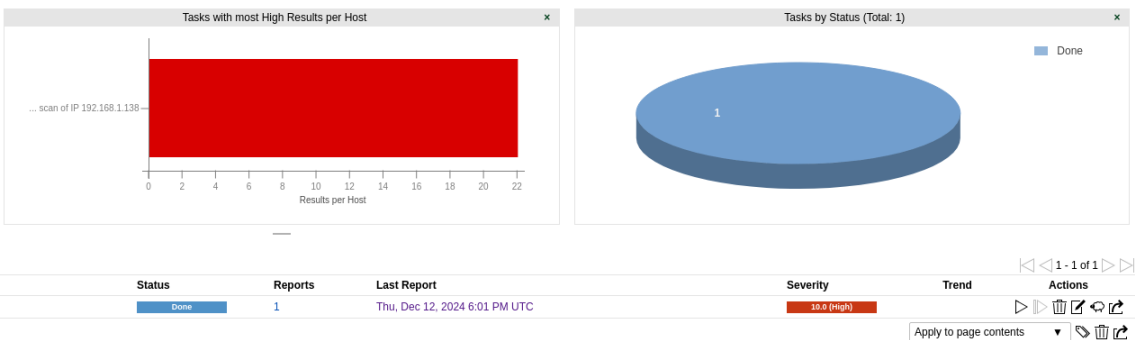 Tasks with most High Results per Host ×
... scan of IP 192.168.1.138
0 2 4 6 8 10 12 14 16 18 20 22
Results per Host
Tasks by Status (Total: 1) ×
Done
1
1 - 1 of 1
Status Reports Last Report Severity Trend Actions
Done 1 Thu, Dec 12, 2024 6:01 PM UTC 10.0 (High)
Apply to page contents ▼